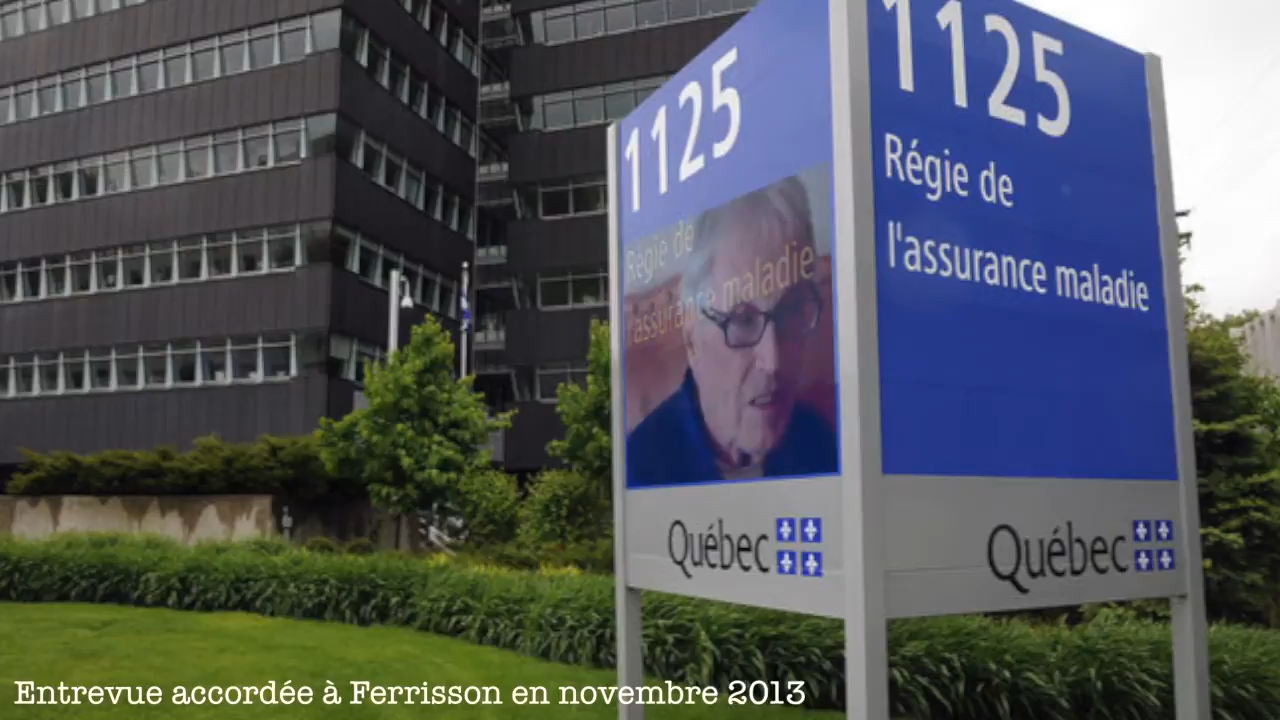 1125
Régie de
l'assurance maladie
Québec
1125
Régie de
l'assurance maladie
Québec
Entrevue accordée à Ferrisson en novembre 2013